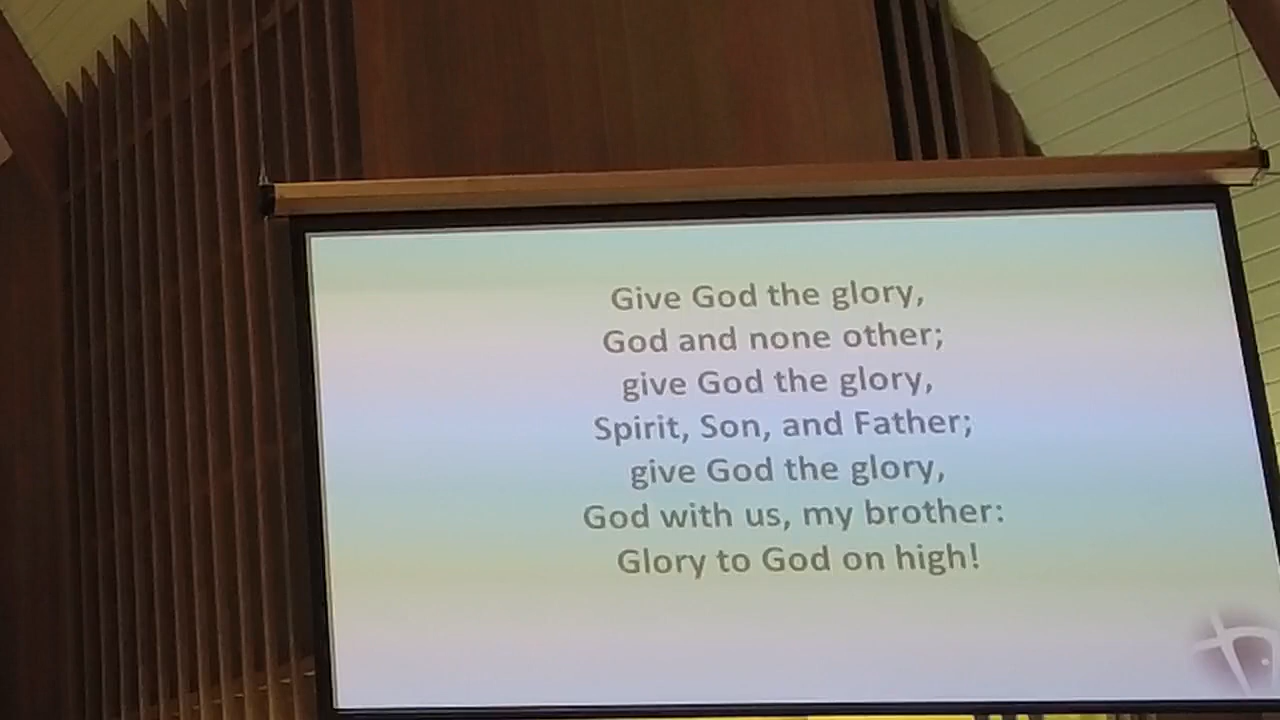 Give God the glory,
God and none other;
give God the glory,
Spirit, Son, and Father;
give God the glory,
God with us, my brother:
Glory to God on high!